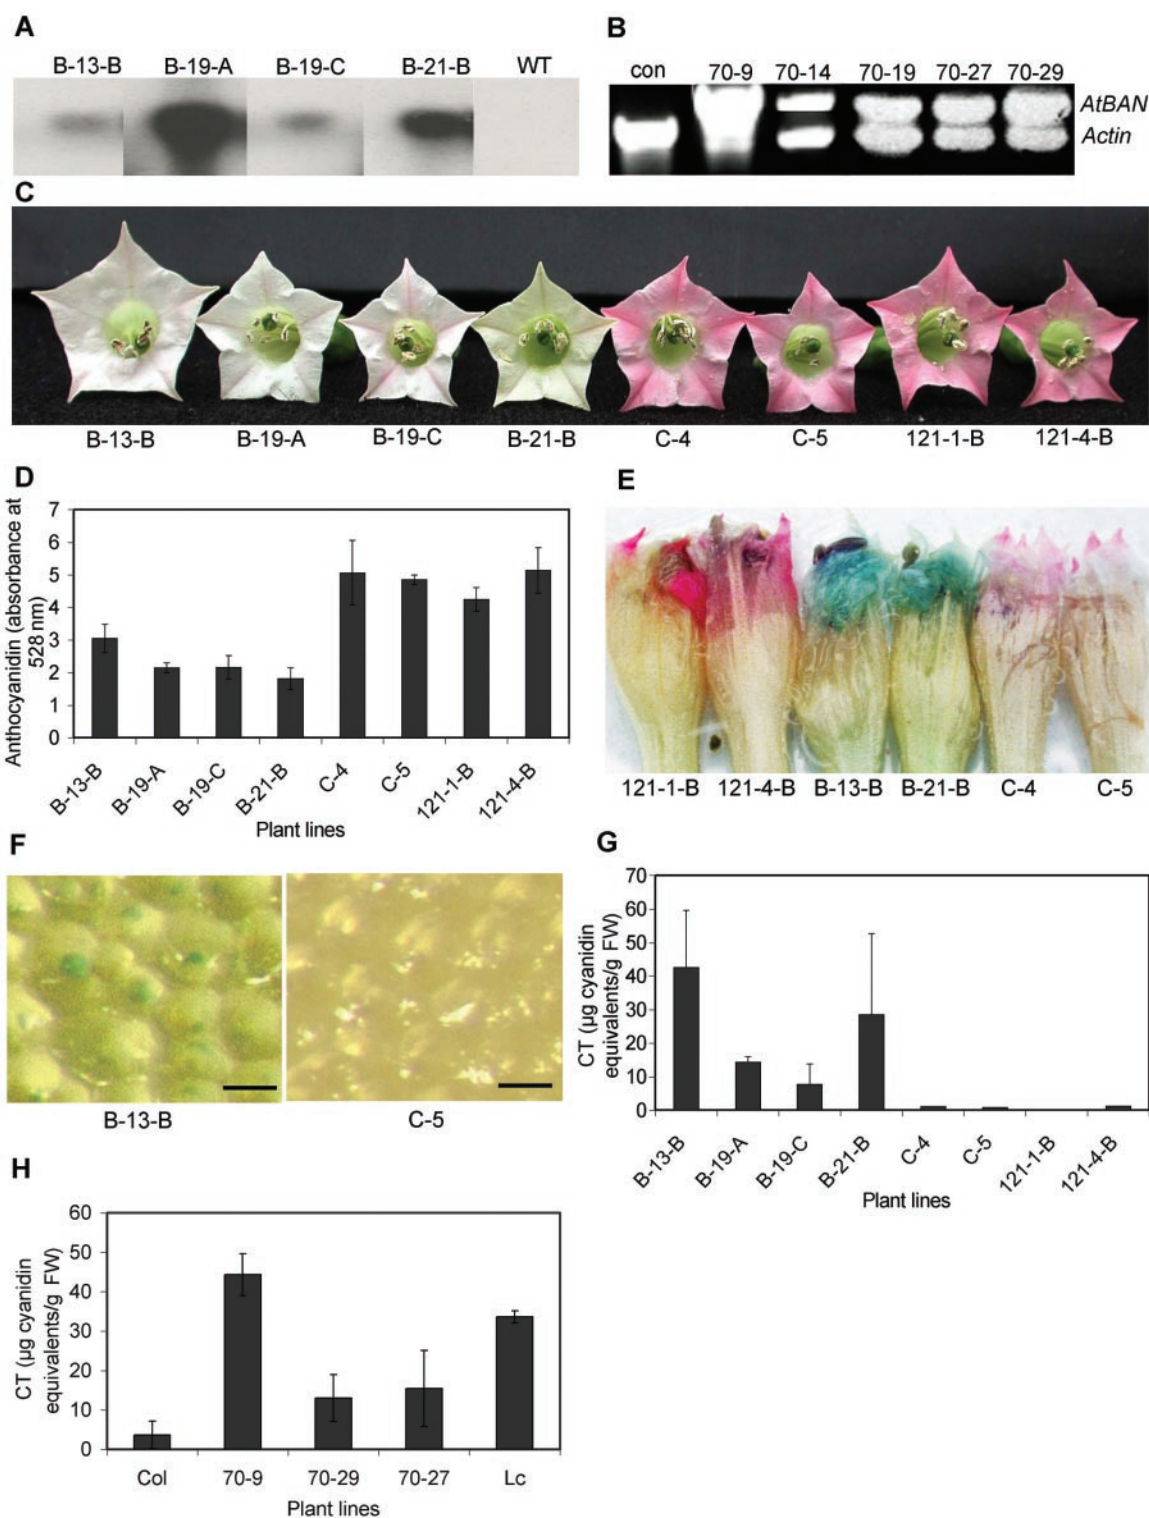 A
B-13-B B-19-A B-19-C B-21-B WT
B
con 70-9 70-14 70-19 70-27 70-29
AtBAN
Actin
C
B-13-B B-19-A B-19-C B-21-B C-4 C-5 121-1-B 121-4-B
D
Anthocyanidin (absorbance at
528 nm)
7
6
5
4
3
2
1
0
B-13-B B-19-A B-19-C B-21-B C-4 C-5 121-1-B 121-4-B
Plant lines
E
121-1-B 121-4-B B-13-B B-21-B C-4 C-5
F
B-13-B C-5
G
CT (µg cyanidin
equivalents/g FW)
70
60
50
40
30
20
10
0
B-13-B B-19-A B-19-C B-21-B C-4 C-5 121-1-B 121-4-B
Plant lines
H
CT (µg cyanidin
equivalents/g FW)
60
50
40
30
20
10
0
Col 70-9 70-29 70-27 Lc
Plant lines